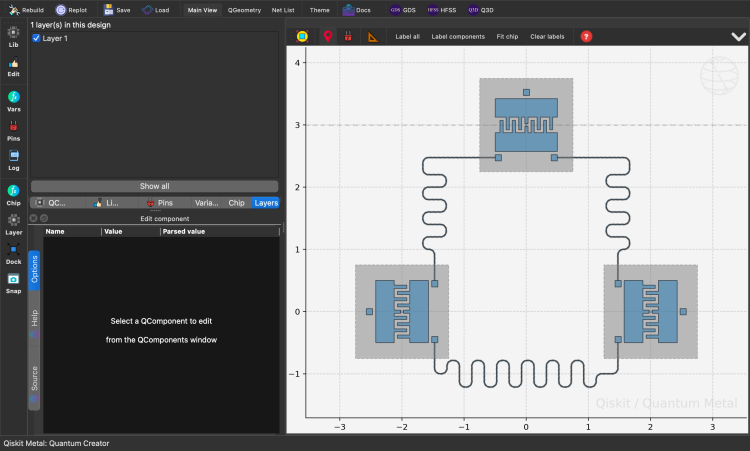 Rebuild Replot Save Load Main View QGeometry Net List Theme Docs GDS HFSS Q3D
Lib
Edit
Vars
Pins
Log
Chip
Layer
Dock
Snap
1 layer(s) in this design
Layer 1
Show all
QC... Li... Pins Varia... Chip Layers
Edit component
Name Value Parsed value
Options
Help
Source
Select a QComponent to edit
from the QComponents window
Label all Label components Fit chip Clear labels
4
3
2
1
0
−1
−3 −2 −1 0 1 2 3
Qiskit / Quantum Metal
Qiskit Metal: Quantum Creator